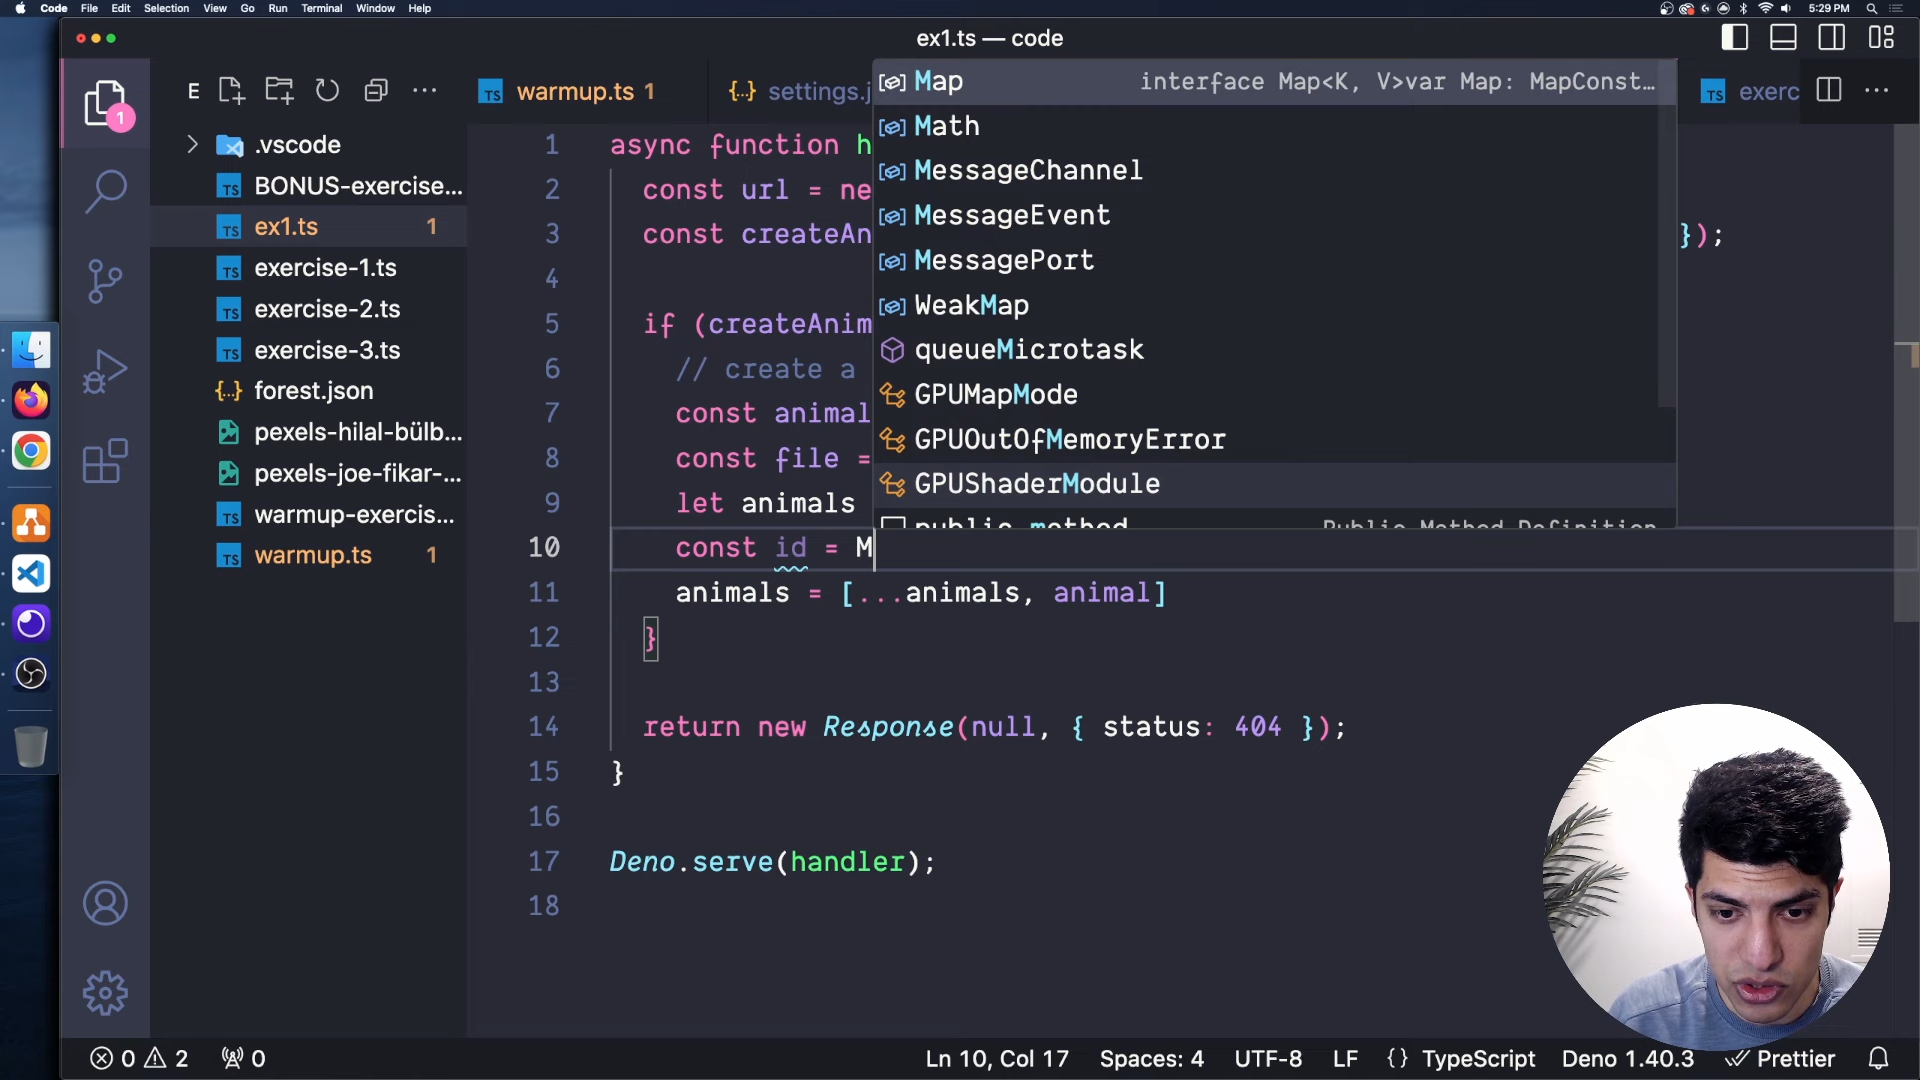 Code File Edit Selection View Go Run Terminal Window Help 5:29 PM
ex1.ts — code
E
warmup.ts 1
settings.j
exerc
.vscode
BONUS-exercise...
ex1.ts 1
exercise-1.ts
exercise-2.ts
exercise-3.ts
forest.json
pexels-hilal-bülb...
pexels-joe-fikar-...
warmup-exercis...
warmup.ts 1
1
Map interface Map<K, V>var Map: MapConst...
Math
MessageChannel
MessageEvent
MessagePort
WeakMap
queueMicrotask
GPUMapMode
GPUOutOfMemoryError
GPUShaderModule
public method Public Method Definition
1 async function h
2 const url = ne
3 const createAn });
4
5 if (createAnim
6 // create a
7 const animal
8 const file =
9 let animals
10 const id = M
11 animals = [...animals, animal]
12 }
13
14 return new Response(null, { status: 404 });
15 }
16
17 Deno.serve(handler);
18
0 2 0 Ln 10, Col 17 Spaces: 4 UTF-8 LF {} TypeScript Deno 1.40.3 Prettier